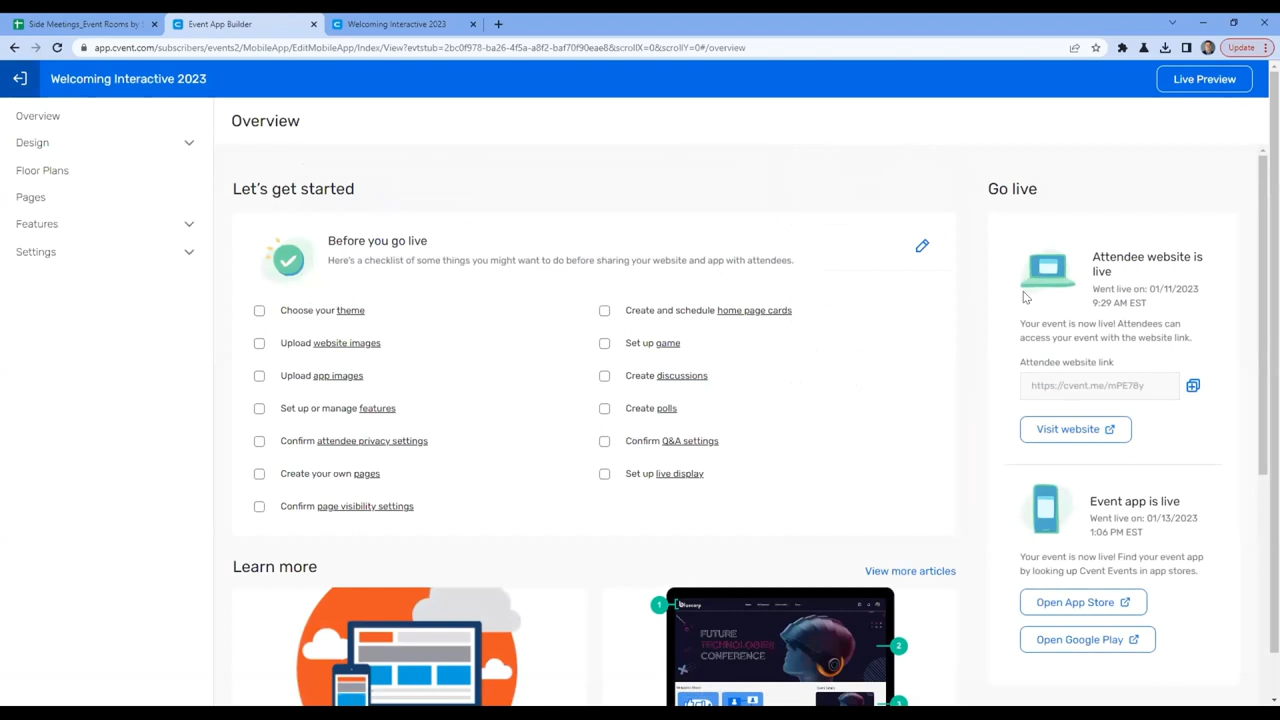 Side Meetings_Event Rooms by
Event App Builder
Welcoming Interactive 2023
app.cvent.com/subscribers/events2/MobileApp/EditMobileApp/Index/View?evtstub=2bc0f978-ba26-4f5a-a8f2-baf70f90eae8&scrollX=0&scrollY=0#/overview
Update
Welcoming Interactive 2023
Live Preview
Overview
Design
Floor Plans
Pages
Features
Settings
Overview
Let's get started
Before you go live
Here's a checklist of some things you might want to do before sharing your website and app with attendees.
Choose your theme
Upload website images
Upload app images
Set up or manage features
Confirm attendee privacy settings
Create your own pages
Confirm page visibility settings
Create and schedule home page cards
Set up game
Create discussions
Create polls
Confirm Q&A settings
Set up live display
Learn more
View more articles
1
bluecorp
FUTURE
TECHNOLOGIES
CONFERENCE
2
3
Go live
Attendee website is
live
Went live on: 01/11/2023
9:29 AM EST
Your event is now live! Attendees can
access your event with the website link.
Attendee website link
https://cvent.me/mPE78y
Visit website
Event app is live
Went live on: 01/13/2023
1:06 PM EST
Your event is now live! Find your event app
by looking up Cvent Events in app stores.
Open App Store
Open Google Play